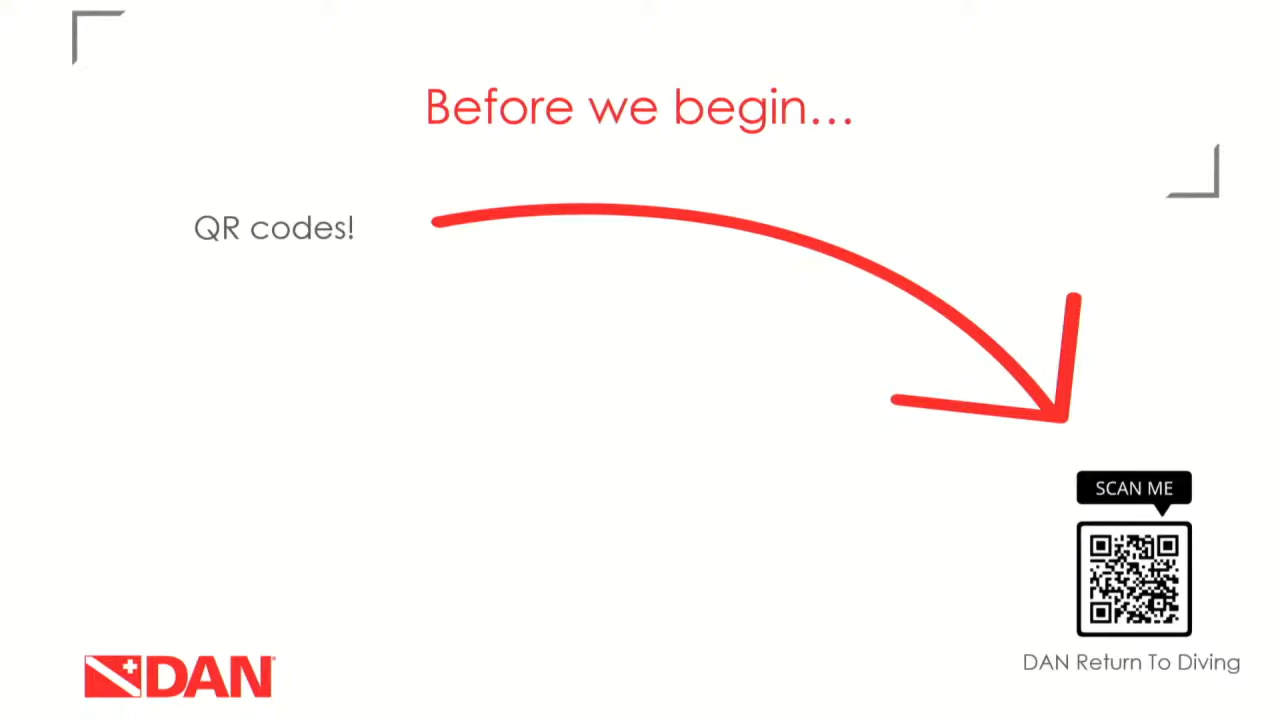 Before we begin...
QR codes!
SCAN ME
DAN Return To Diving
DAN